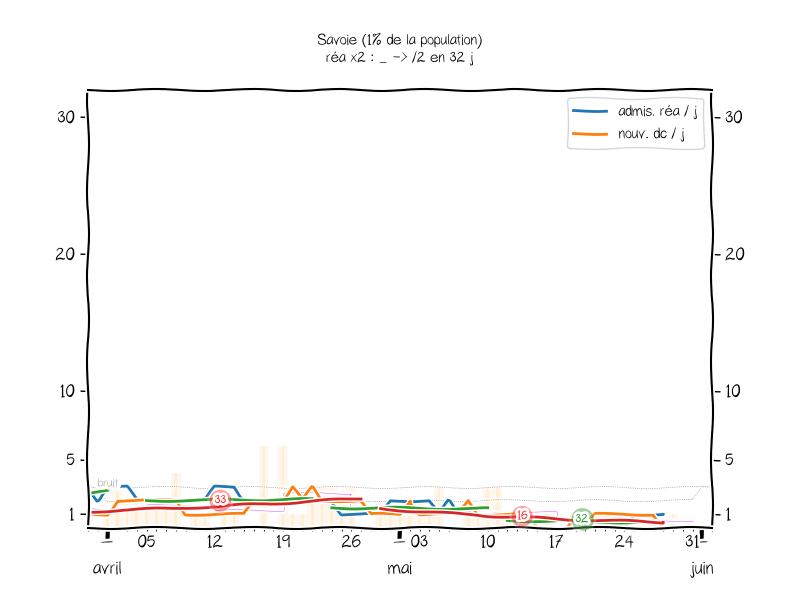 Savoie (1% de la population)
réa x2 : _ -> /2 en 32 j
admis. réa / j
nouv. dc / j
30
30
20
20
10
10
5
5
bruit
33
16
32
1
1
05
12
19
26
03
10
17
24
31
avril
mai
juin